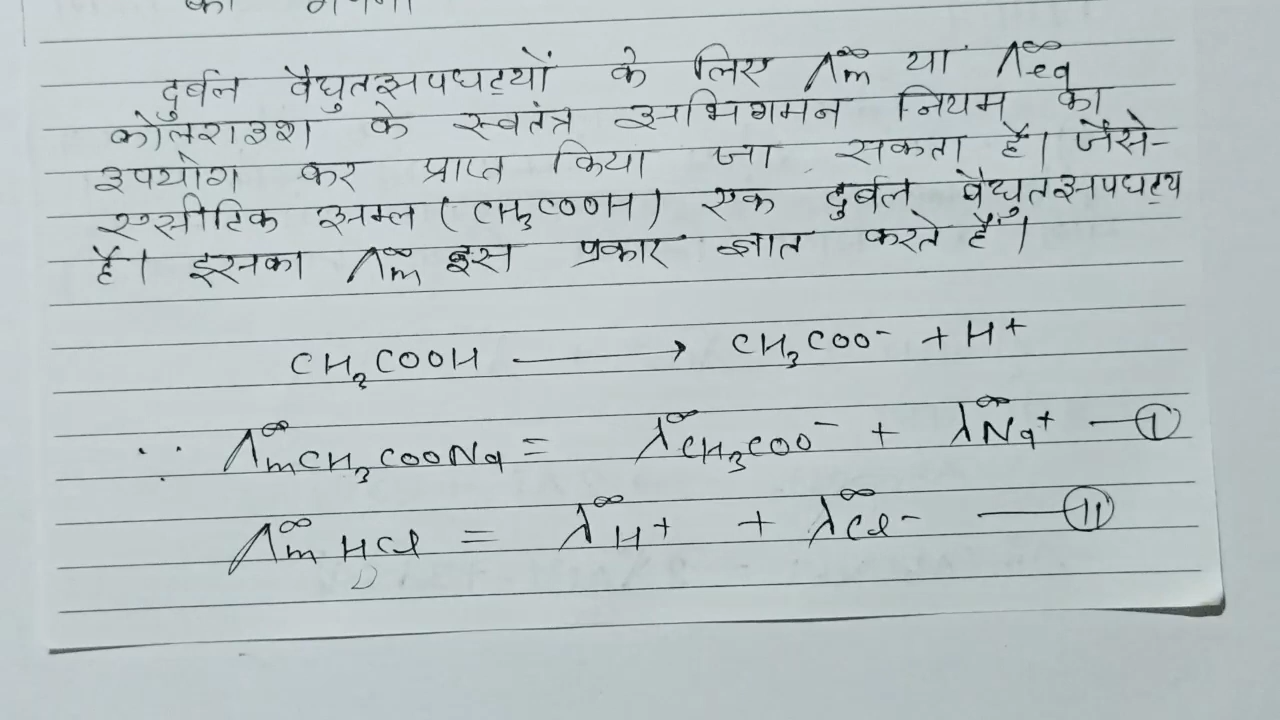 दुर्बल वैद्युतअपघट्यों के लिए Λ∞m या Λ∞eq
कोलराउश के स्वतंत्र अभिगमन नियम का
उपयोग कर प्राप्त किया जा सकता है। जैसे-
एसीटिक अम्ल (CH3COOH) एक दुर्बल वैद्युतअपघट्य
है। इसका Λ∞m इस प्रकार ज्ञात करते हैं।
CH3COOH ⟶ CH3COO⁻ + H⁺
∵ Λ∞m CH3COONa = λ∞CH3COO⁻ + λ∞Na⁺ —Ⓘ
Λ∞m HCl = λ∞H⁺ + λ∞Cl⁻ —(II)